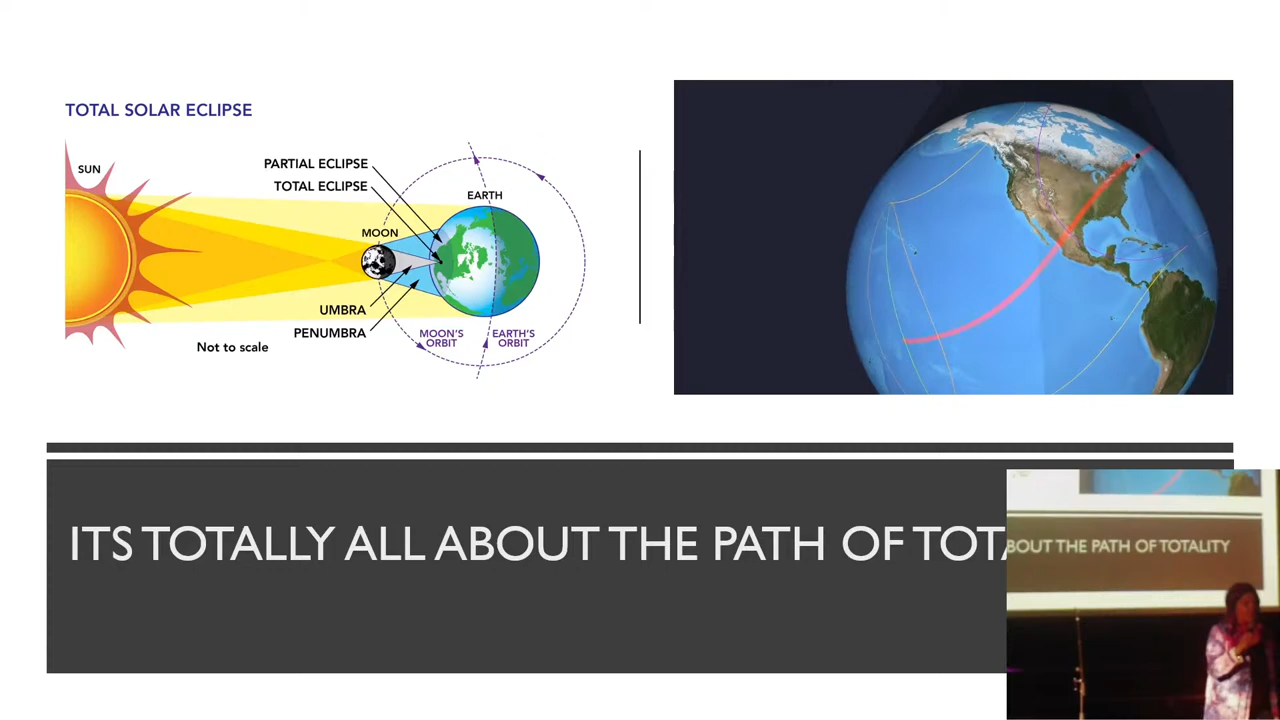 TOTAL SOLAR ECLIPSE
SUN
PARTIAL ECLIPSE
TOTAL ECLIPSE
EARTH
MOON
UMBRA
PENUMBRA
MOON'S
ORBIT
EARTH'S
ORBIT
Not to scale
ITS TOTALLY ALL ABOUT THE PATH OF TOTA
BOUT THE PATH OF TOTALITY